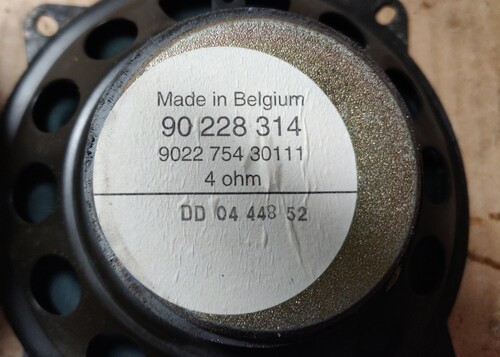 Made in Belgium
90 228 314
9022 754 30111
4 ohm
DD 04 448 52